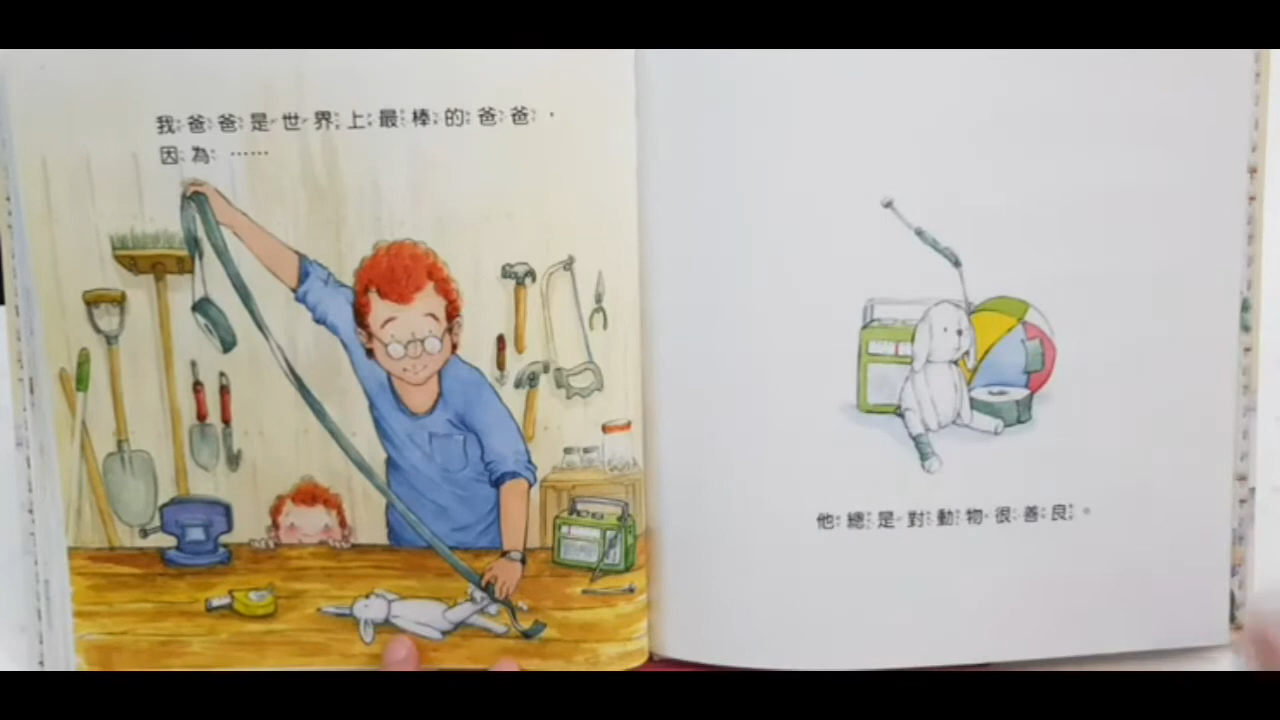 我爸爸是世界上最棒的爸爸，
因為……
他總是對動物很善良。